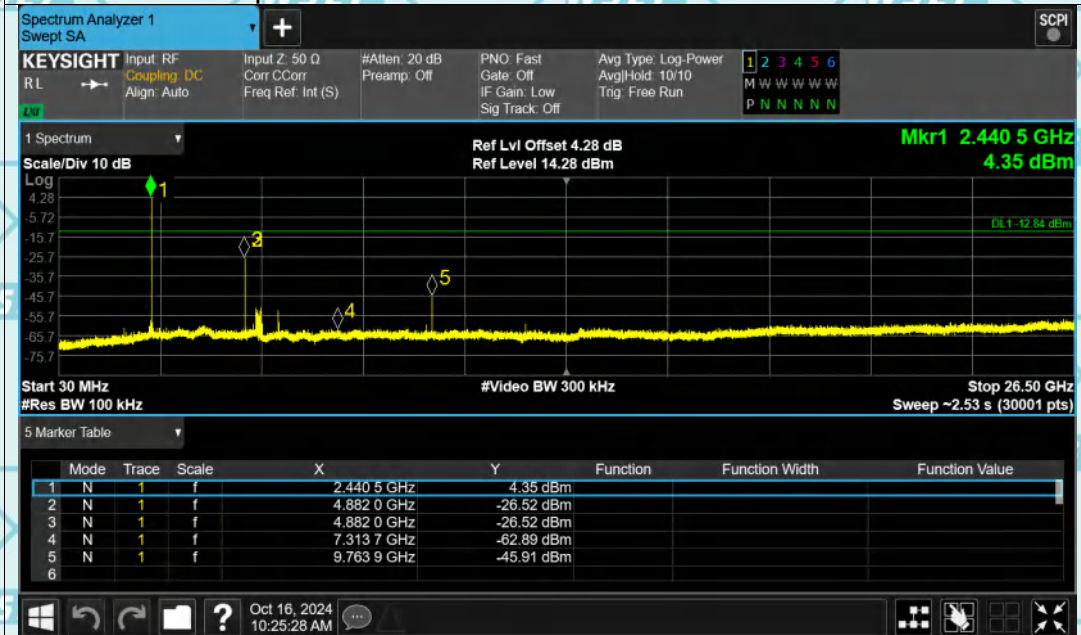 Spectrum Analyzer 1
Swept SA
+
SCPI
KEYSIGHT
R L
LXI
Input: RF
Coupling: DC
Align: Auto
Input Z: 50 Ω
Corr CCorr
Freq Ref: Int (S)
#Atten: 20 dB
Preamp: Off
PNO: Fast
Gate: Off
IF Gain: Low
Sig Track: Off
Avg Type: Log-Power
Avg|Hold: 10/10
Trig: Free Run
1 2 3 4 5 6
M W W W W W
P N N N N N
1 Spectrum
Scale/Div 10 dB
Ref Lvl Offset 4.28 dB
Ref Level 14.28 dBm
Mkr1 2.440 5 GHz
4.35 dBm
Log
4.28
-5.72
-15.7
-25.7
-35.7
-45.7
-55.7
-65.7
-75.7
1
3
4
5
DL1 -12.84 dBm
Start 30 MHz
#Video BW 300 kHz
Stop 26.50 GHz
#Res BW 100 kHz
Sweep ~2.53 s (30001 pts)
5 Marker Table
Mode Trace Scale X Y Function Function Width Function Value
1 N 1 f 2.440 5 GHz 4.35 dBm
2 N 1 f 4.882 0 GHz -26.52 dBm
3 N 1 f 4.882 0 GHz -26.52 dBm
4 N 1 f 7.313 7 GHz -62.89 dBm
5 N 1 f 9.763 9 GHz -45.91 dBm
6
?
Oct 16, 2024
10:25:28 AM